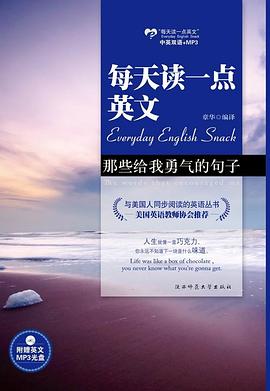 "每天读一点英文"
Everyday English Snack
中英双语+MP3
每天读一点
英文
章华◎编译
Everyday English Snack
那些给我勇气的句子
The words that encouraged me
与美国人同步阅读的英语丛书
美国英语教师协会推荐
人生就像一盒巧克力,
你永远不知道下一块是什么味道。
Life was like a box of chocolate ,
you never know what you're gonna get.
附赠英文
MP3光盘
陕西师范大学出版社